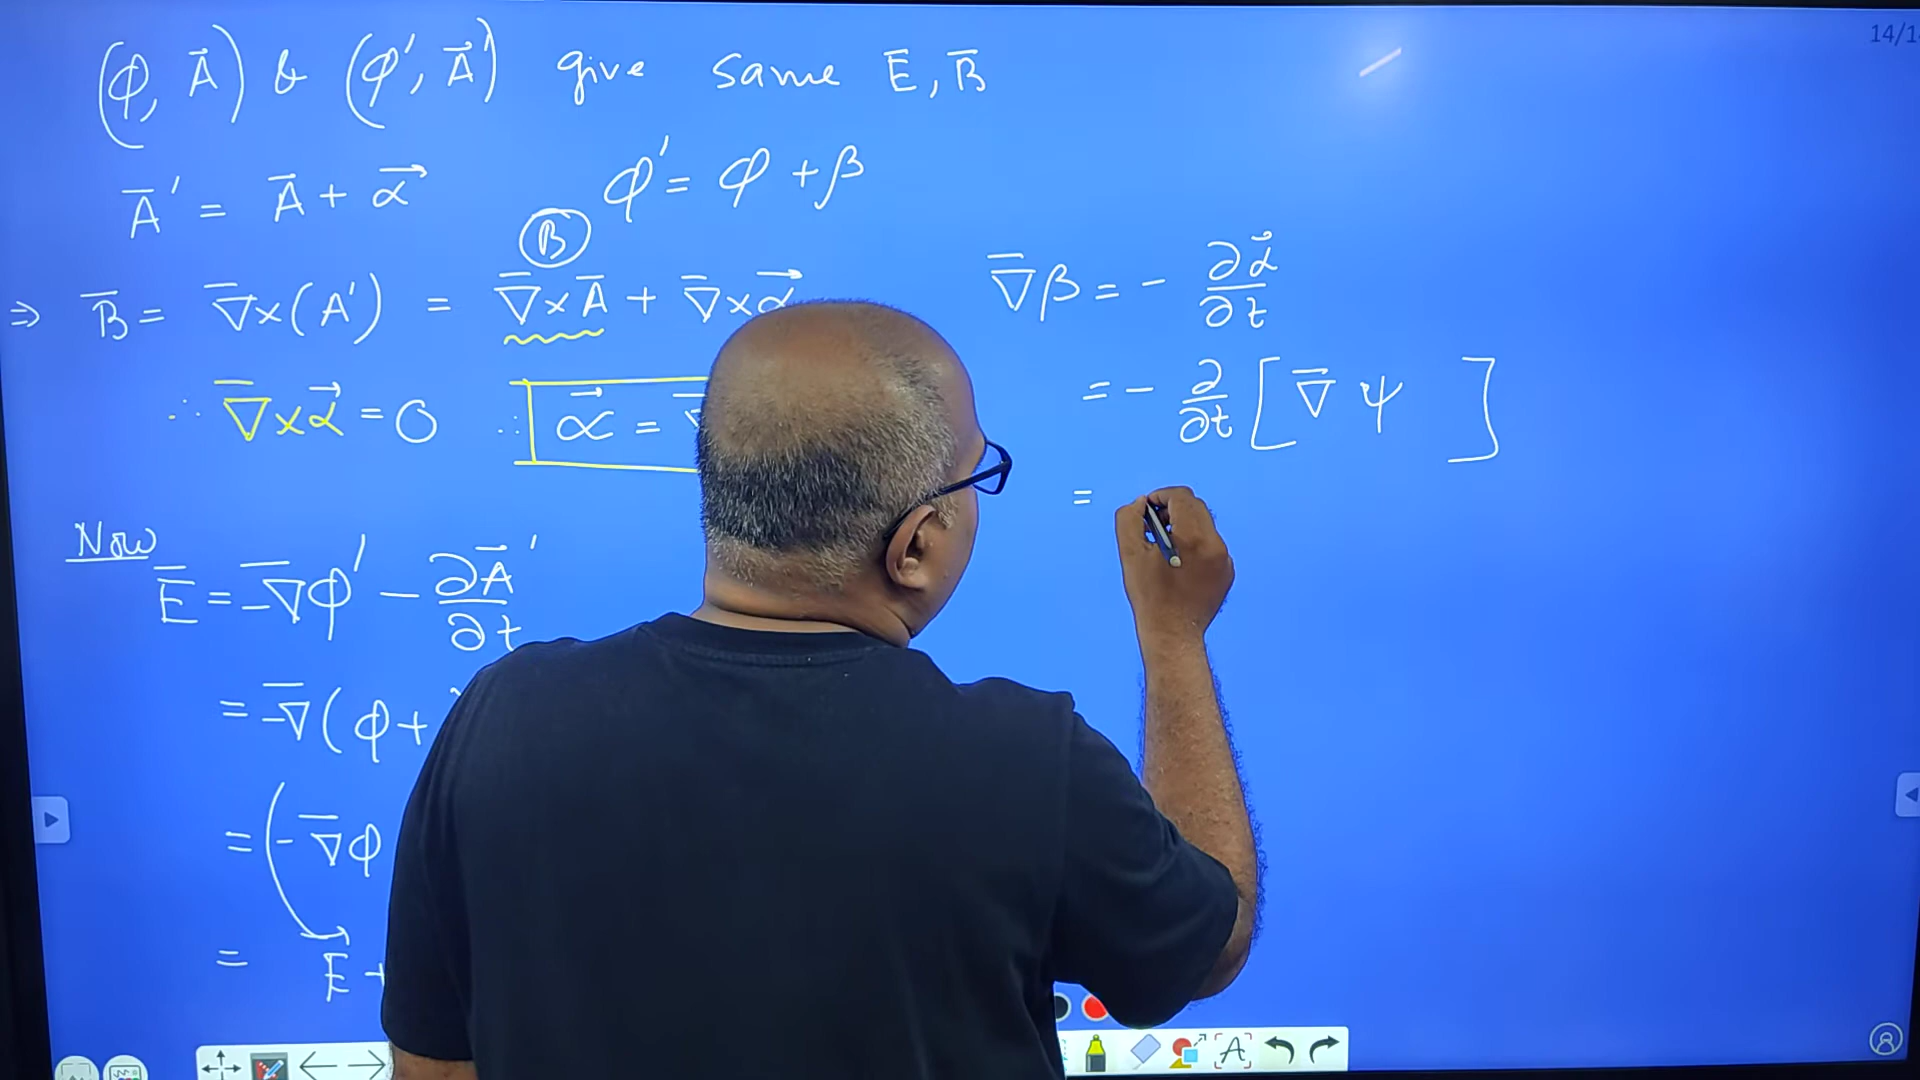 (φ, A̅) & (φ′, A̅′) give same E̅, B̅
A̅′ = A̅ + α⃗
φ′ = φ + β
Ⓑ
⇒ B̅ = ∇̅×(A′) = ∇̅×A̅ + ∇̅×α⃗
∴ ∇̅×α⃗ = 0 ∴ α⃗ = ∇̅
Now
E̅ = -∇̅φ′ - ∂A̅′/∂t
= -∇̅(φ+
= (-∇̅φ
= E̅ +
∇̅β = - ∂α⃗/∂t
= - ∂/∂t [∇̅ψ ]
=
14/1
A